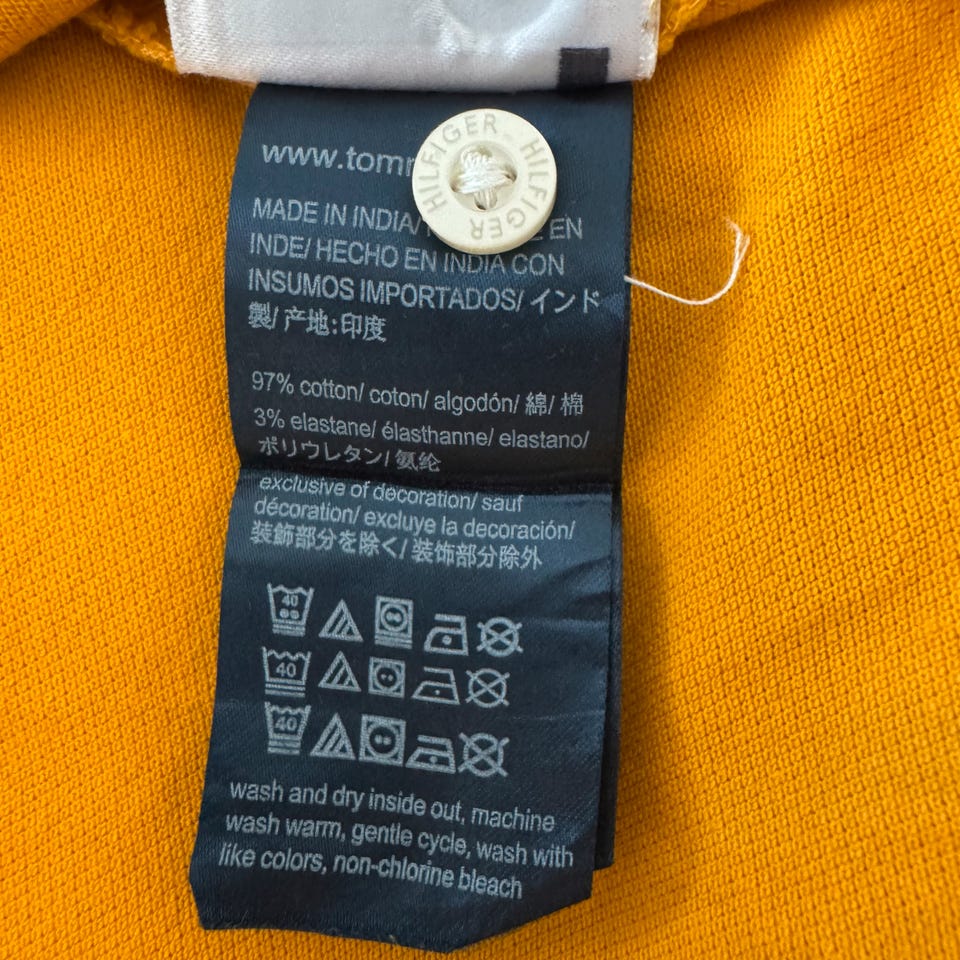 HILFIGER HILFIGER
www.tomm
MADE IN INDIA/ EN
INDE/ HECHO EN INDIA CON
INSUMOS IMPORTADOS/ インド
製/ 产地:印度
97% cotton/ coton/ algodón/ 綿/ 棉
3% elastane/ élasthanne/ elastano/
ポリウレタン/ 氨纶
exclusive of decoration/ sauf
décoration/ excluye la decoración/
装飾部分を除く/ 装饰部分除外
40
40
40
wash and dry inside out, machine
wash warm, gentle cycle, wash with
like colors, non-chlorine bleach